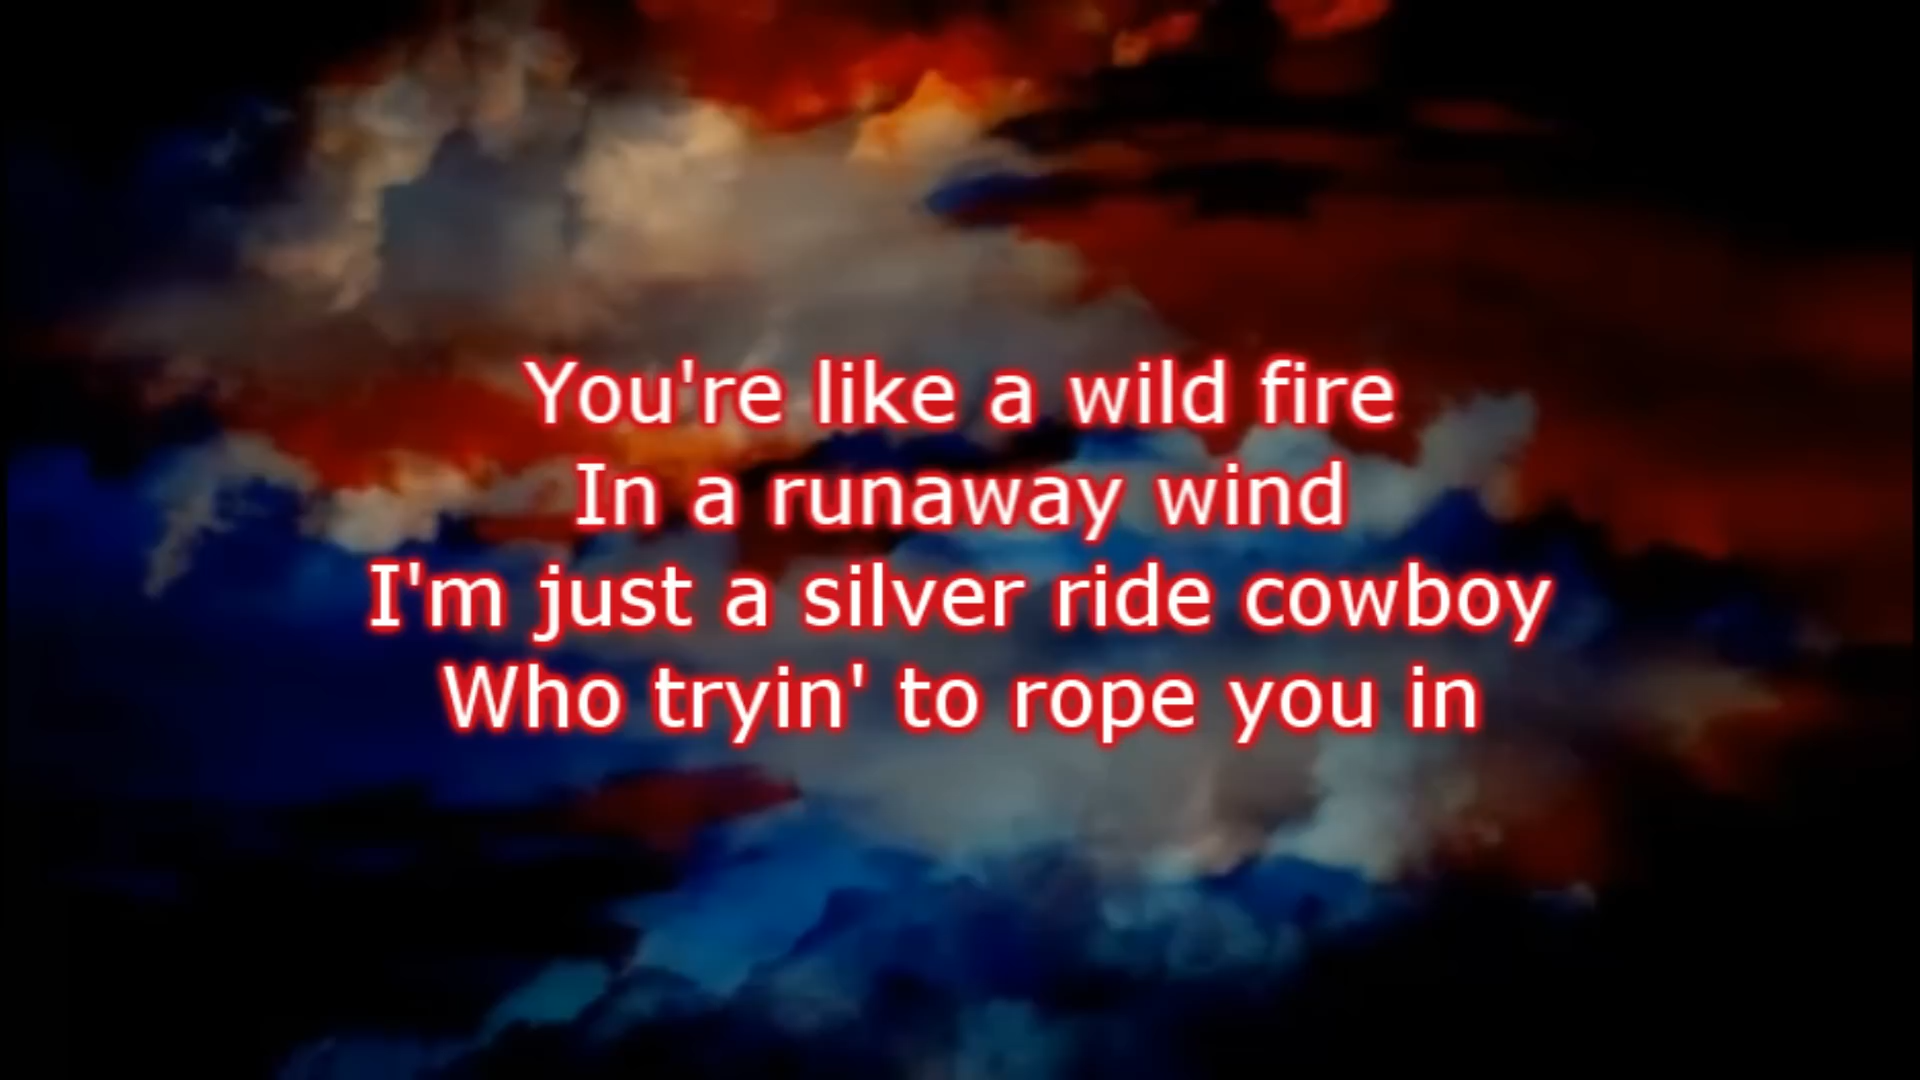 You're like a wild fire
In a runaway wind
I'm just a silver ride cowboy
Who tryin' to rope you in